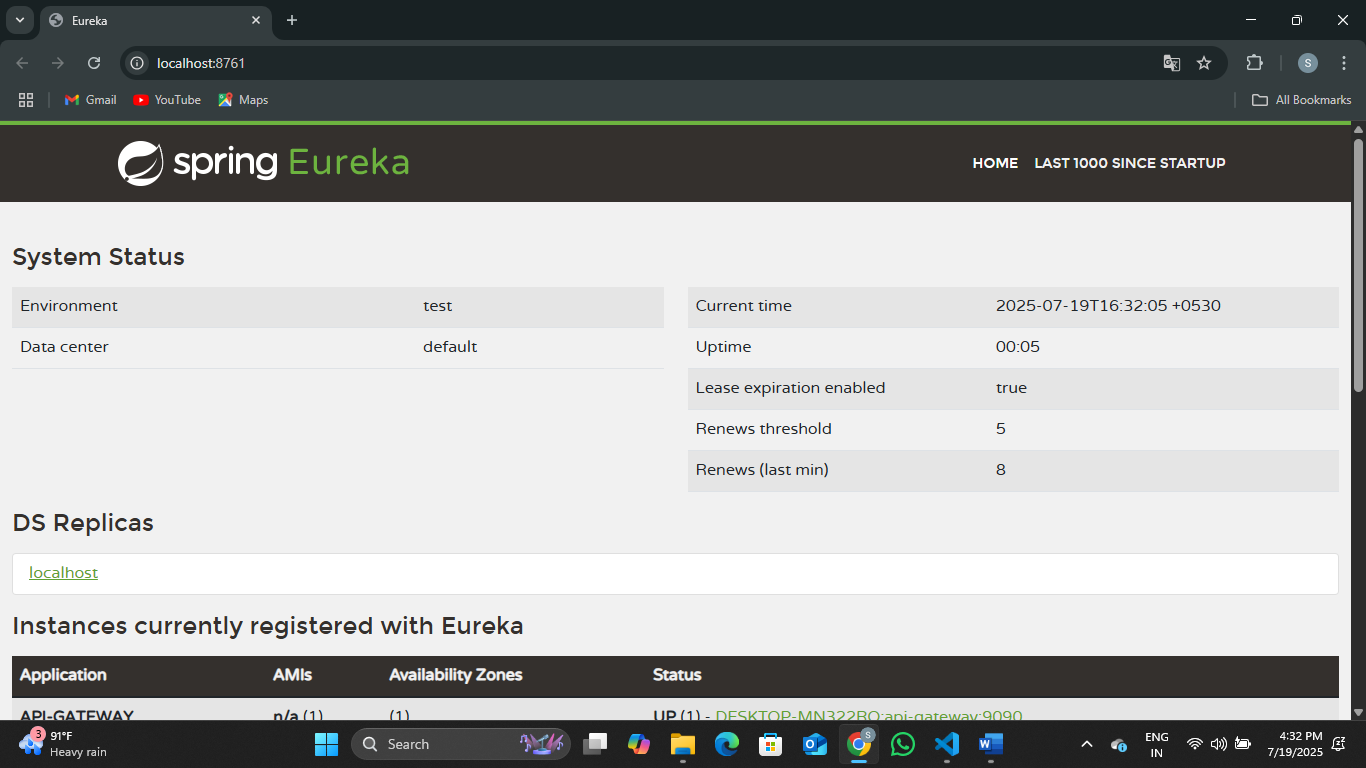 Eureka
localhost:8761
Gmail YouTube Maps All Bookmarks
S
spring Eureka HOME LAST 1000 SINCE STARTUP
System Status
Environment test
Data center default
Current time 2025-07-19T16:32:05 +0530
Uptime 00:05
Lease expiration enabled true
Renews threshold 5
Renews (last min) 8
DS Replicas
localhost
Instances currently registered with Eureka
Application AMIs Availability Zones Status
API-GATEWAY n/a (1) (1) UP (1) - DESKTOP-MN322BO:api-gateway:9090
3 91°F
Heavy rain
Search
S
ENG
IN
4:32 PM
7/19/2025